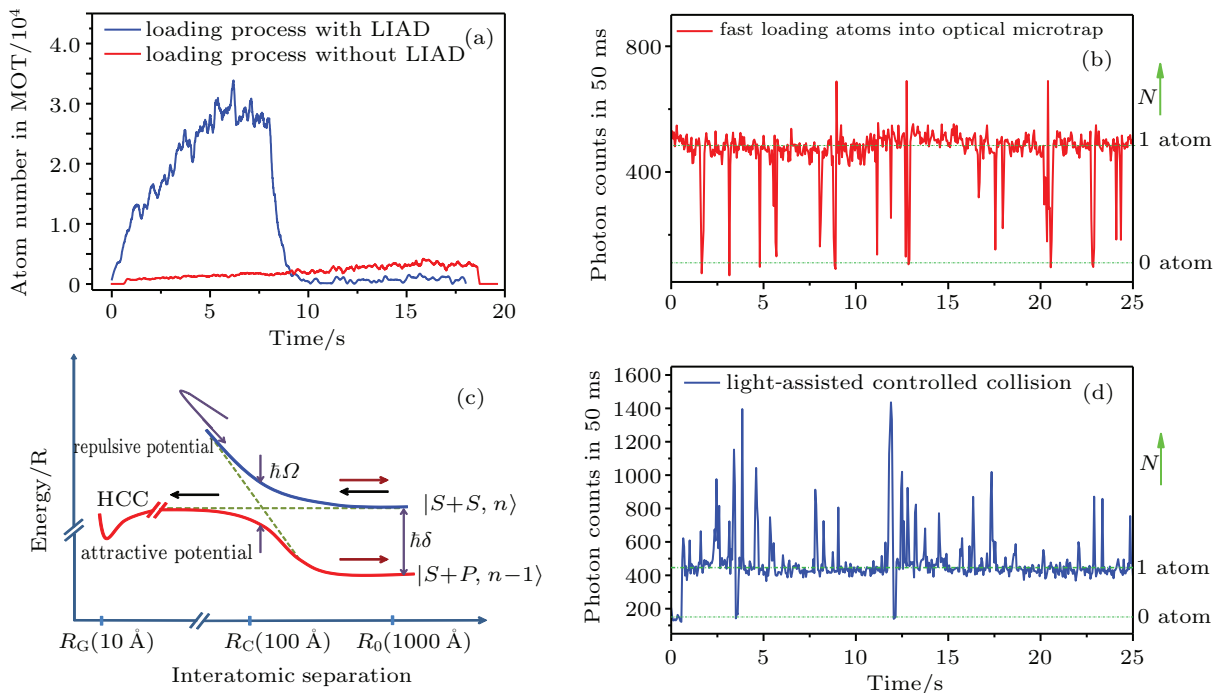 loading process with LIAD
loading process without LIAD
(a)
Atom number in MOT/10⁴
4.0
3.0
2.0
1.0
0
0 5 10 15 20
Time/s
fast loading atoms into optical microtrap
(b)
Photon counts in 50 ms
800
400
N
1 atom
0 atom
0 5 10 15 20 25
(c)
Energy/R
repulsive potential
ħΩ
HCC
|S+S, n⟩
attractive potential
ħδ
|S+P, n−1⟩
R_G(10 Å) R_C(100 Å) R_0(1000 Å)
Interatomic separation
light-assisted controlled collision
(d)
Photon counts in 50 ms
1600
1400
1200
1000
800
600
400
200
N
1 atom
0 atom
0 5 10 15 20 25
Time/s